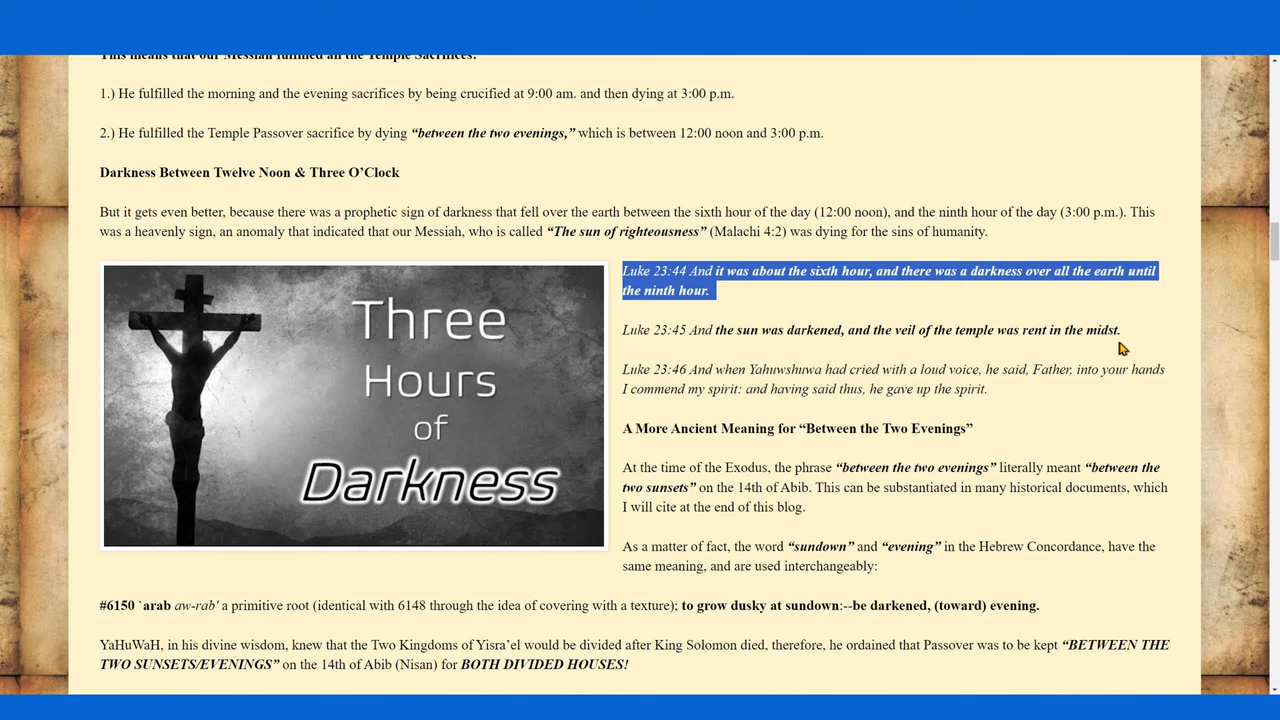 This means that our Messiah fulfilled all the Temple Sacrifices:
1.) He fulfilled the morning and the evening sacrifices by being crucified at 9:00 am. and then dying at 3:00 p.m.
2.) He fulfilled the Temple Passover sacrifice by dying “between the two evenings,” which is between 12:00 noon and 3:00 p.m.
Darkness Between Twelve Noon & Three O’Clock
But it gets even better, because there was a prophetic sign of darkness that fell over the earth between the sixth hour of the day (12:00 noon), and the ninth hour of the day (3:00 p.m.). This
was a heavenly sign, an anomaly that indicated that our Messiah, who is called “The sun of righteousness” (Malachi 4:2) was dying for the sins of humanity.
Three
Hours
of
Darkness
Luke 23:44 And it was about the sixth hour, and there was a darkness over all the earth until
the ninth hour.
Luke 23:45 And the sun was darkened, and the veil of the temple was rent in the midst.
Luke 23:46 And when Yahuwshuwa had cried with a loud voice, he said, Father, into your hands
I commend my spirit: and having said thus, he gave up the spirit.
A More Ancient Meaning for “Between the Two Evenings”
At the time of the Exodus, the phrase “between the two evenings” literally meant “between the
two sunsets” on the 14th of Abib. This can be substantiated in many historical documents, which
I will cite at the end of this blog.
As a matter of fact, the word “sundown” and “evening” in the Hebrew Concordance, have the
same meaning, and are used interchangeably:
#6150 `arab aw-rab' a primitive root (identical with 6148 through the idea of covering with a texture); to grow dusky at sundown:--be darkened, (toward) evening.
YaHuWaH, in his divine wisdom, knew that the Two Kingdoms of Yisra’el would be divided after King Solomon died, therefore, he ordained that Passover was to be kept “BETWEEN THE
TWO SUNSETS/EVENINGS” on the 14th of Abib (Nisan) for BOTH DIVIDED HOUSES!